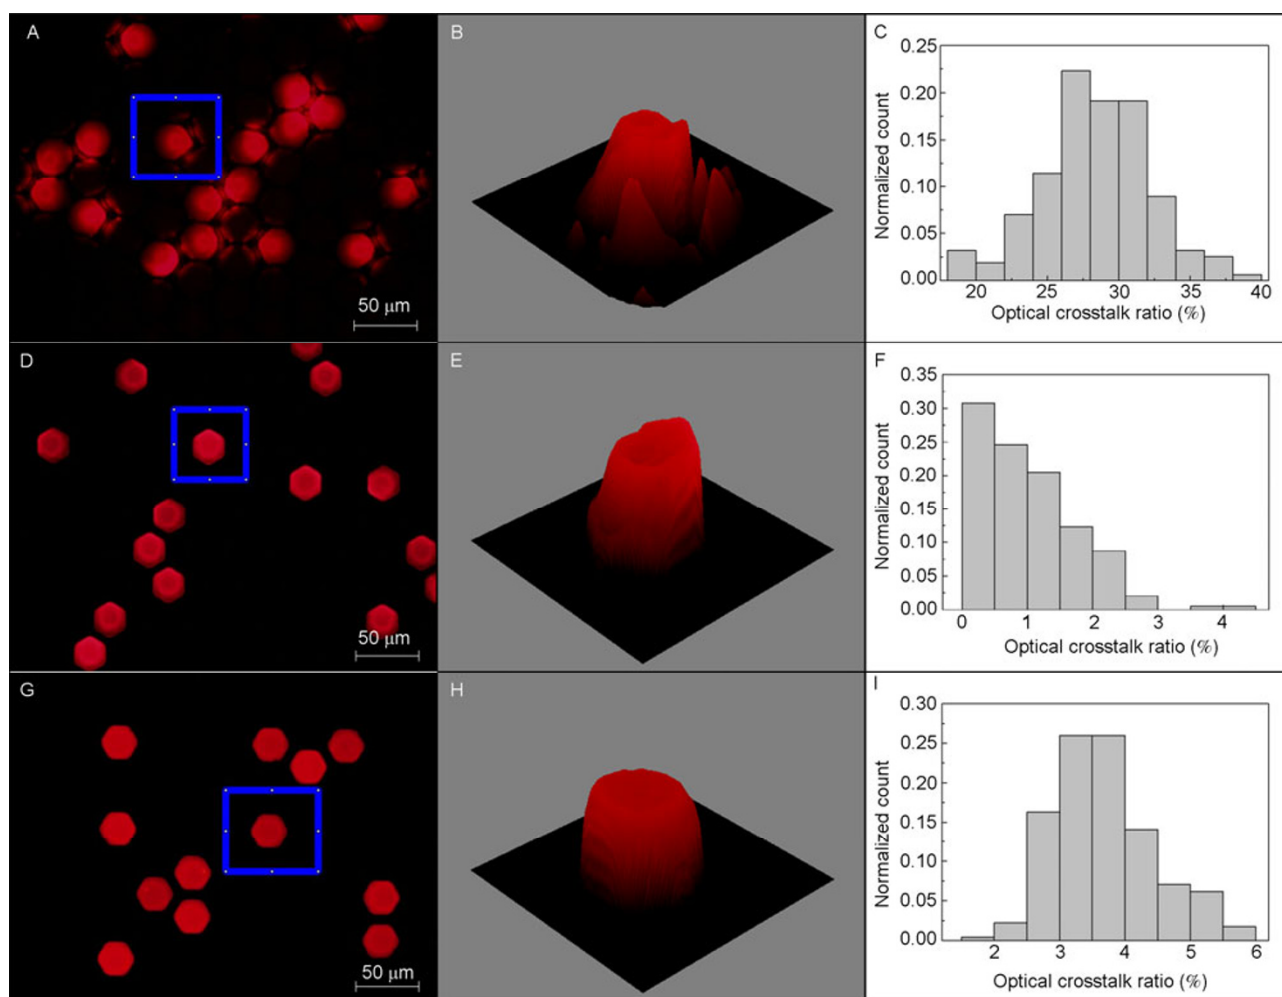 A
50 μm
B
C
0.25
0.20
0.15
0.10
0.05
0.00
Normalized count
20 25 30 35 40
Optical crosstalk ratio (%)
D
50 μm
E
F
0.35
0.30
0.25
0.20
0.15
0.10
0.05
0.00
Normalized count
0 1 2 3 4
Optical crosstalk ratio (%)
G
50 μm
H
I
0.30
0.25
0.20
0.15
0.10
0.05
0.00
Normalized count
2 3 4 5 6
Optical crosstalk ratio (%)